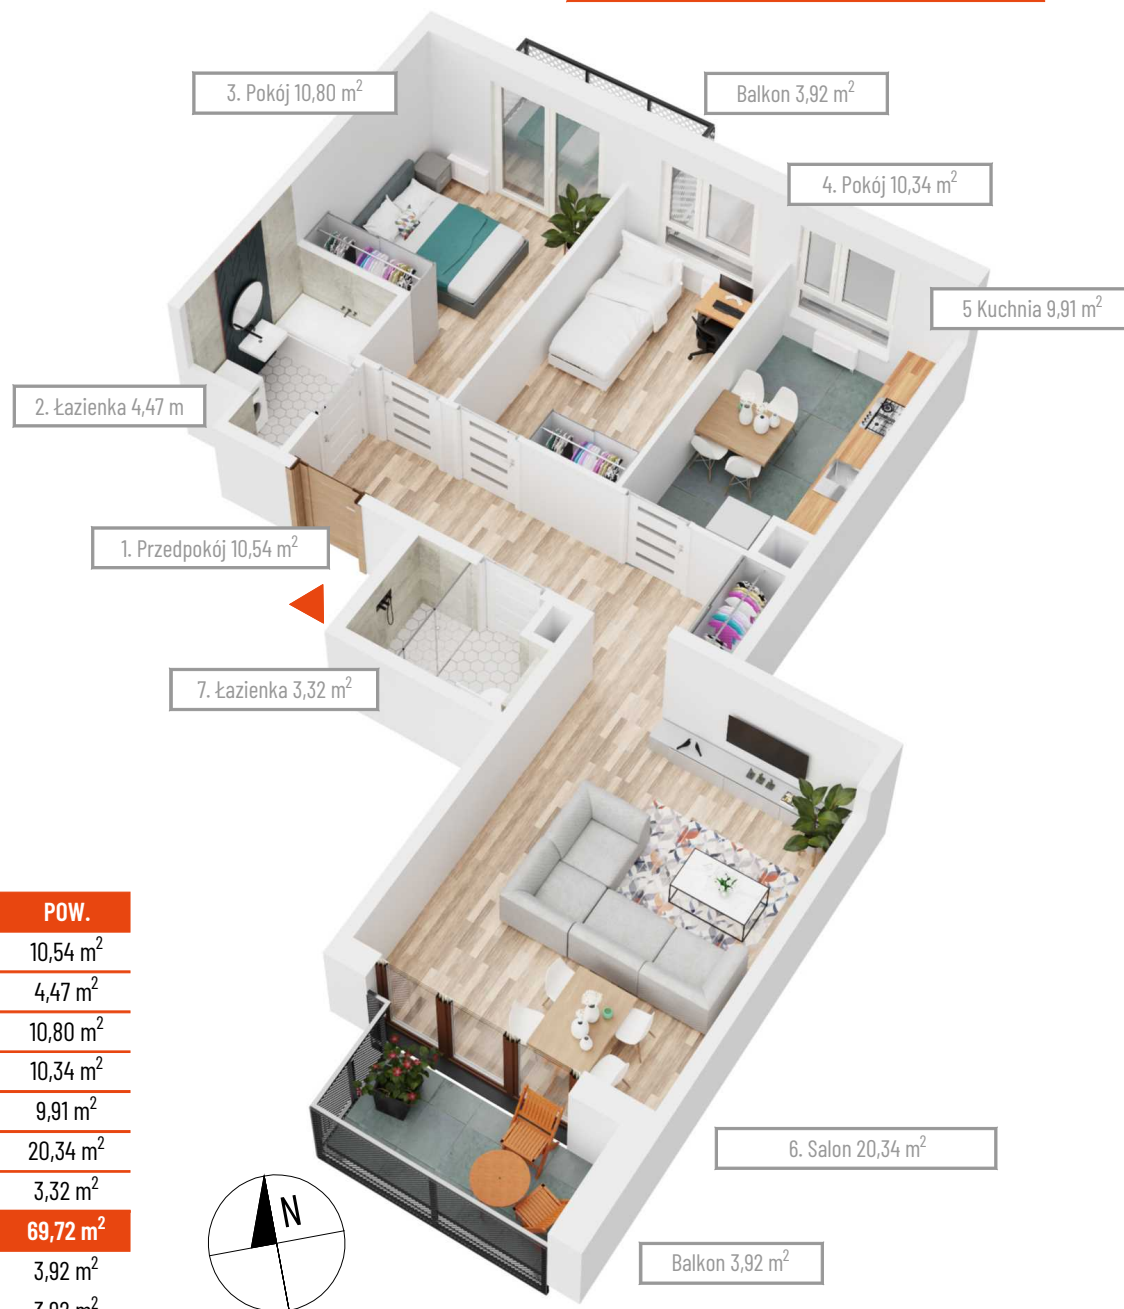 3. Pokój 10,80 m²
Balkon 3,92 m²
4. Pokój 10,34 m²
5 Kuchnia 9,91 m²
2. Łazienka 4,47 m
1. Przedpokój 10,54 m²
7. Łazienka 3,32 m²
POW.
10,54 m²
4,47 m²
10,80 m²
10,34 m²
9,91 m²
20,34 m²
3,32 m²
69,72 m²
3,92 m²
3,92 m²
N
6. Salon 20,34 m²
Balkon 3,92 m²